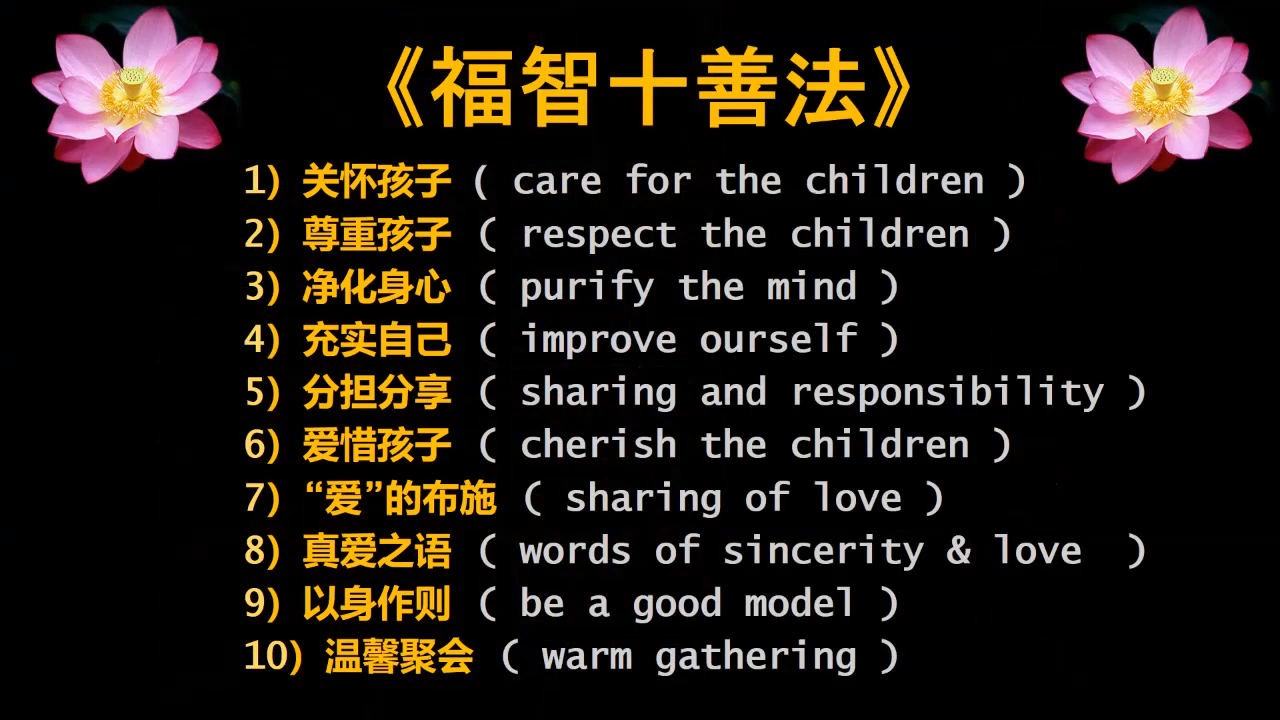 《福智十善法》
1) 关怀孩子 ( care for the children )
2) 尊重孩子 ( respect the children )
3) 净化身心 ( purify the mind )
4) 充实自己 ( improve ourself )
5) 分担分享 ( sharing and responsibility )
6) 爱惜孩子 ( cherish the children )
7) “爱”的布施 ( sharing of love )
8) 真爱之语 ( words of sincerity & love )
9) 以身作则 ( be a good model )
10) 温馨聚会 ( warm gathering )